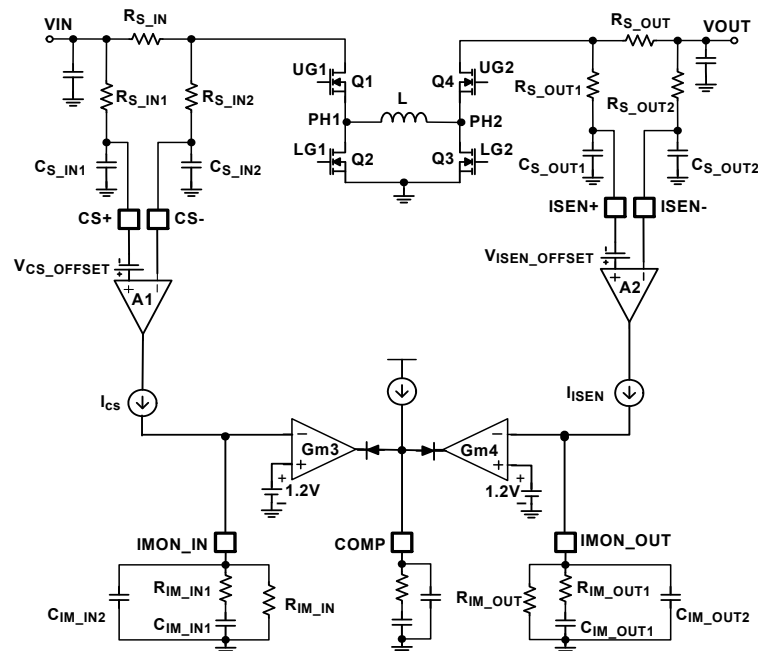 VIN
R_S_IN
R_S_OUT
VOUT
UG1
Q1
Q4
UG2
R_S_IN1
R_S_IN2
R_S_OUT1
R_S_OUT2
L
PH1
PH2
LG1
Q2
Q3
LG2
C_S_IN1
C_S_IN2
C_S_OUT1
C_S_OUT2
CS+
CS-
ISEN+
ISEN-
V_CS_OFFSET
V_ISEN_OFFSET
A1
A2
I_CS
I_ISEN
Gm3
Gm4
1.2V
1.2V
IMON_IN
COMP
IMON_OUT
R_IM_IN1
R_IM_IN
C_IM_IN2
C_IM_IN1
R_IM_OUT
R_IM_OUT1
C_IM_OUT1
C_IM_OUT2